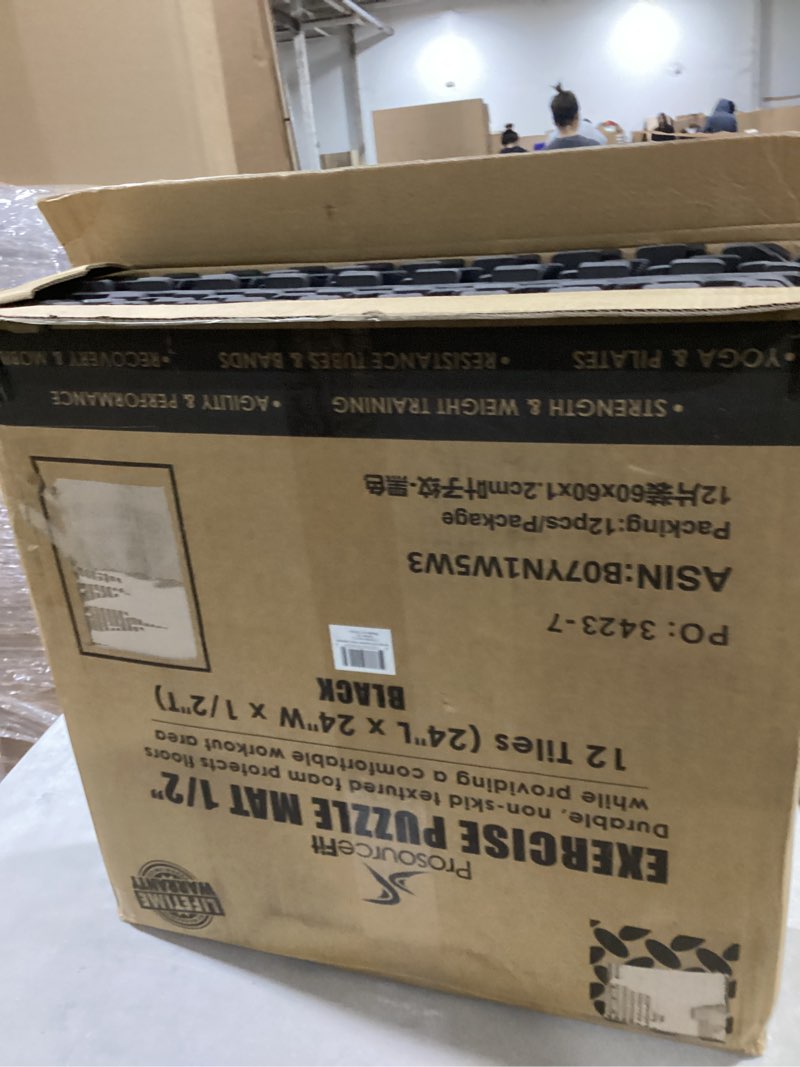 ProsourceFit
EXERCISE PUZZLE MAT 1/2"
Durable, non-skid textured foam protects floors
while providing a comfortable workout area
12 Tiles (24"L x 24"W x 1/2"T)
BLACK
LIFETIME
WARRANTY
PO: 3423-7
ASIN:B07YN1W5W3
Packing:12pcs/Package
12片装60x60x1.2cm叶子纹-黑色
• STRENGTH & WEIGHT TRAINING • AGILITY & PERFORMANCE
• YOGA & PILATES • RESISTANCE TUBES & BANDS • RECOVERY &